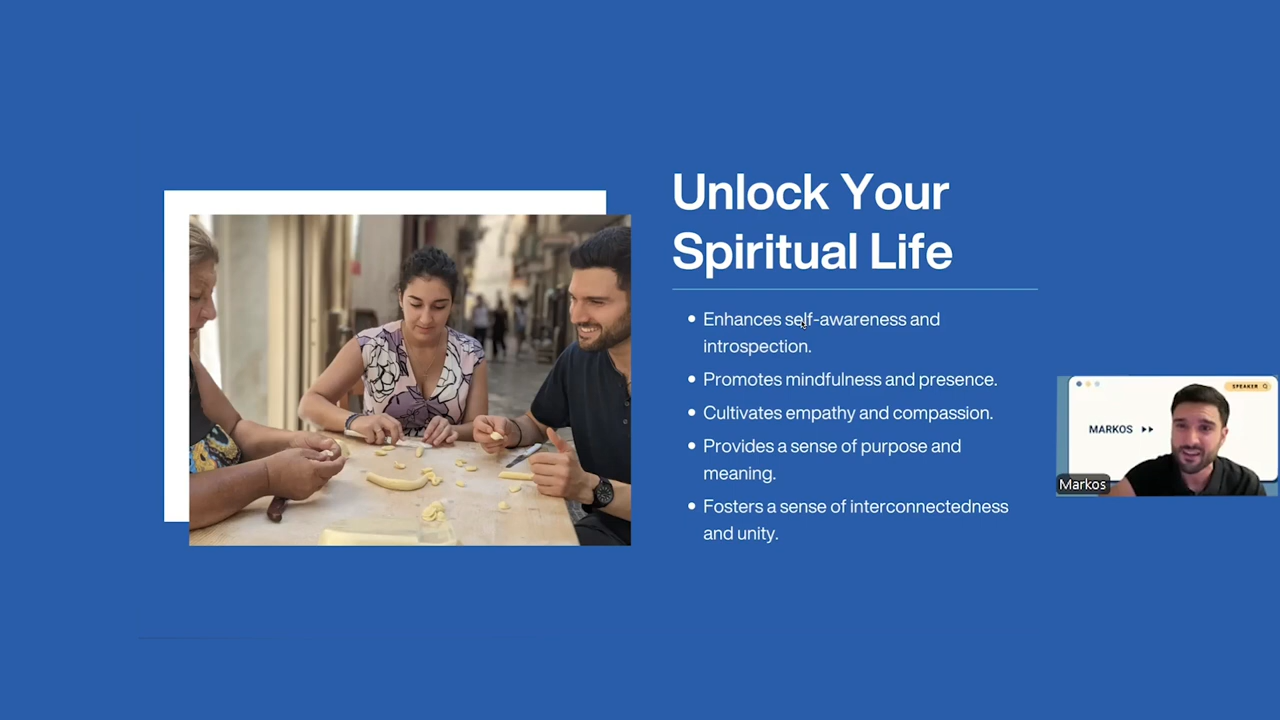 Unlock Your
Spiritual Life
• Enhances self-awareness and
introspection.
• Promotes mindfulness and presence.
• Cultivates empathy and compassion.
• Provides a sense of purpose and
meaning.
• Fosters a sense of interconnectedness
and unity.
SPEAKER
MARKOS
Markos